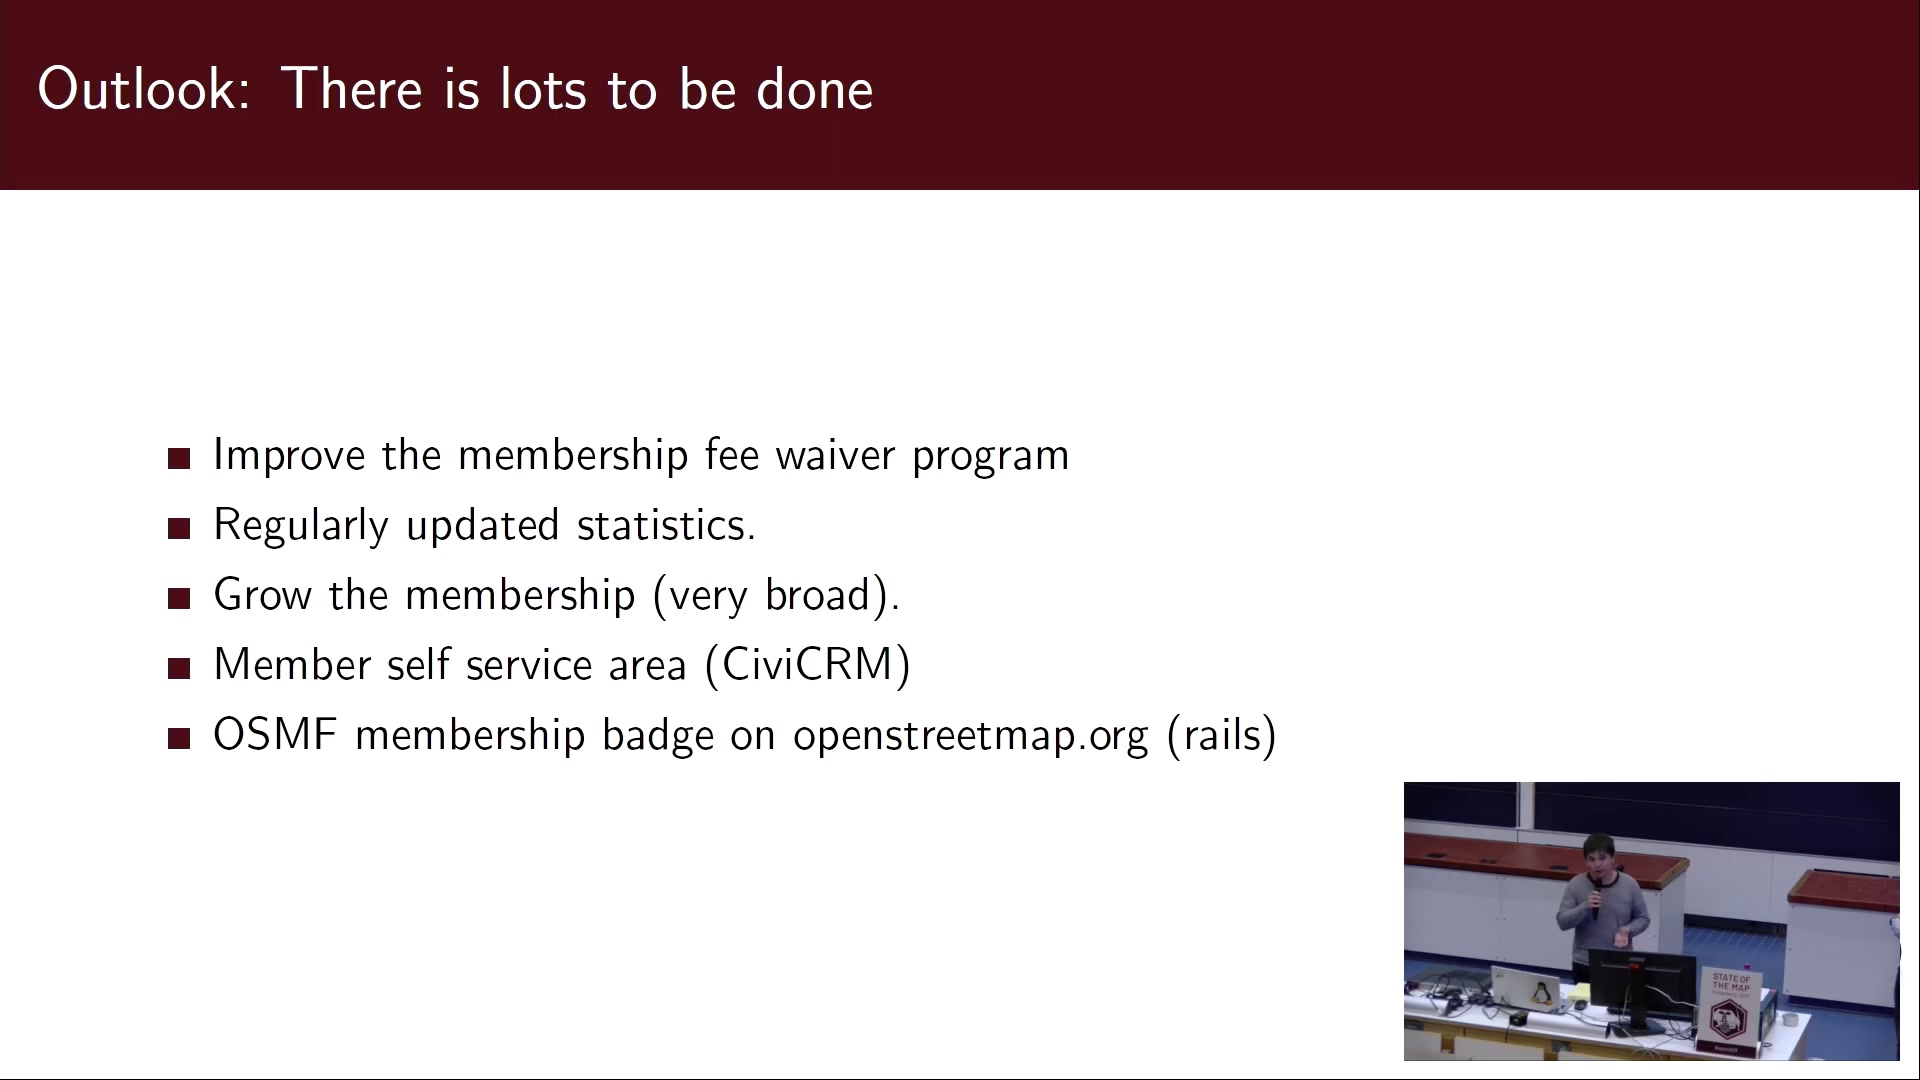 Outlook: There is lots to be done
Improve the membership fee waiver program
Regularly updated statistics.
Grow the membership (very broad).
Member self service area (CiviCRM)
OSMF membership badge on openstreetmap.org (rails)
STATE OF
THE MAP